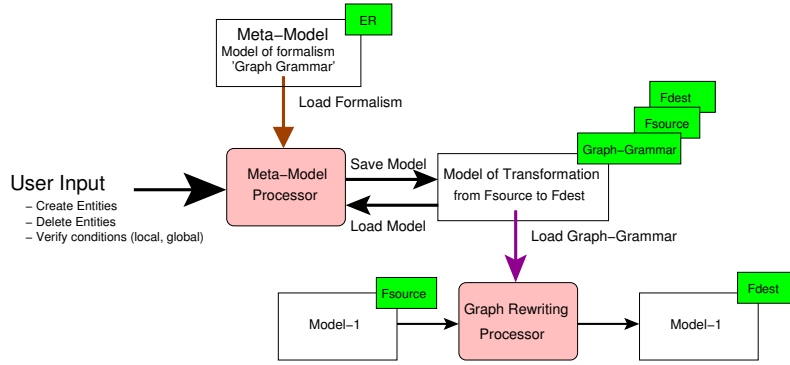 ER
Meta−Model
Model of formalism
'Graph Grammar'
Load Formalism
Fdest
Fsource
Graph−Grammar
Meta−Model
Processor
Save Model
Load Model
Model of Transformation
from Fsource to Fdest
User Input
− Create Entities
− Delete Entities
− Verify conditions (local, global)
Load Graph−Grammar
Fsource
Model−1
Graph Rewriting
Processor
Fdest
Model−1